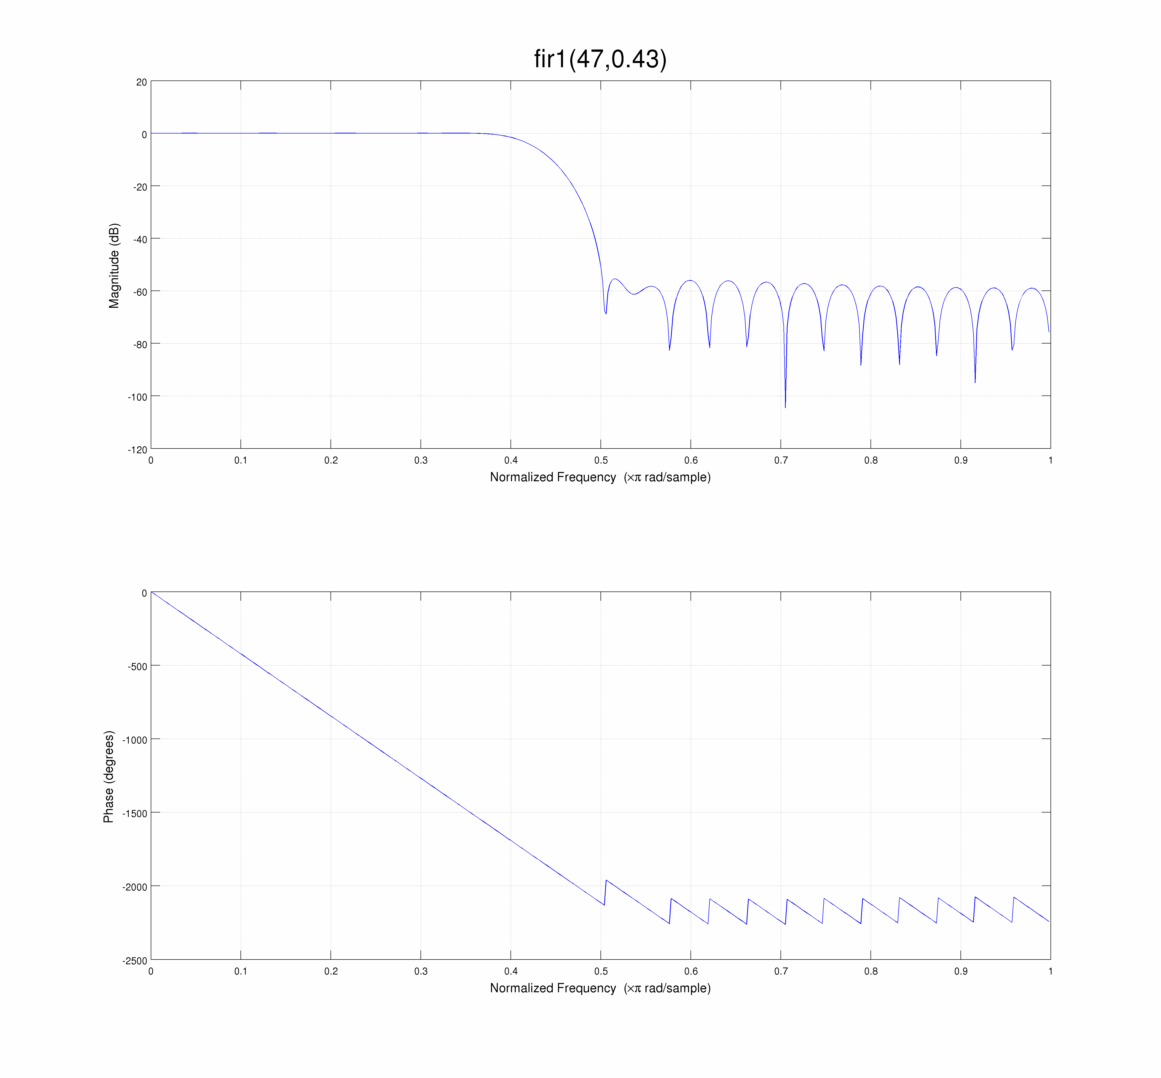 fir1(47,0.43)
20
0
-20
-40
-60
-80
-100
-120
Magnitude (dB)
0 0.1 0.2 0.3 0.4 0.5 0.6 0.7 0.8 0.9 1
Normalized Frequency (×π rad/sample)
0
-500
-1000
-1500
-2000
-2500
Phase (degrees)
0 0.1 0.2 0.3 0.4 0.5 0.6 0.7 0.8 0.9 1
Normalized Frequency (×π rad/sample)